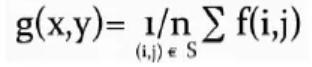 g(x,y)= 1/n ∑ f(i,j)
(i,j) ϵ S